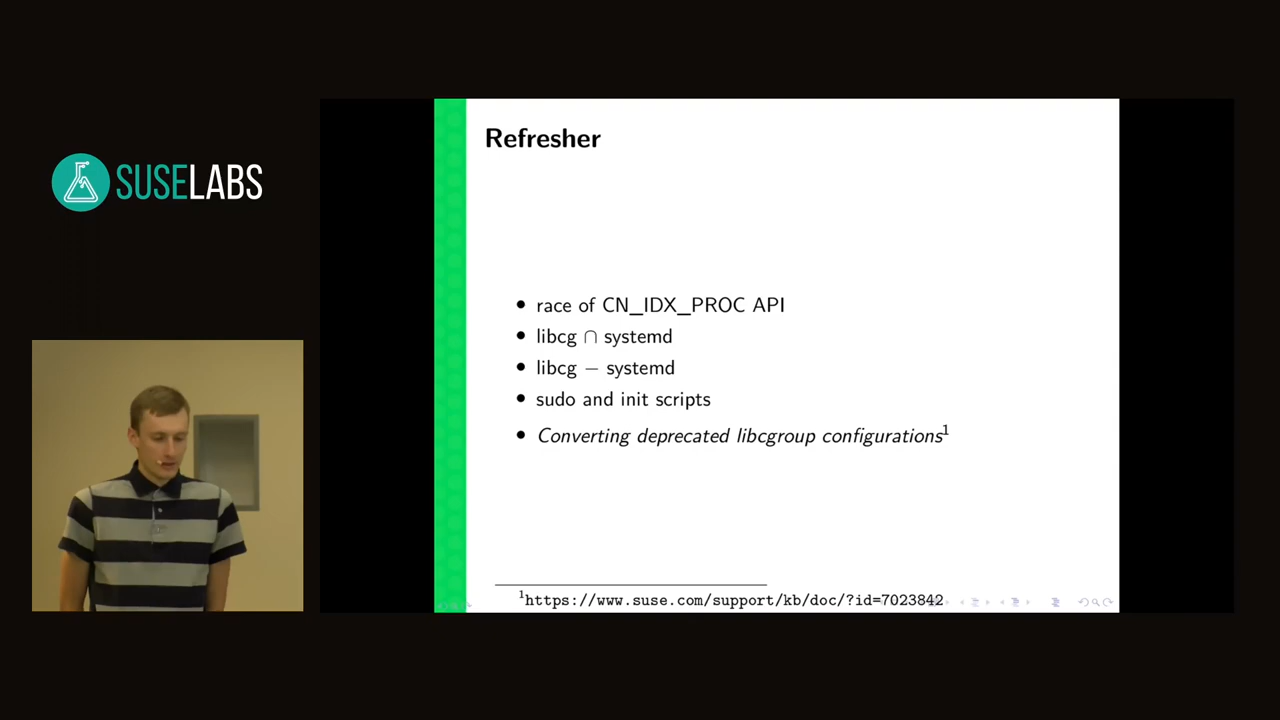 SUSELABS
Refresher
• race of CN_IDX_PROC API
• libcg ∩ systemd
• libcg − systemd
• sudo and init scripts
• Converting deprecated libcgroup configurations¹
¹https://www.suse.com/support/kb/doc/?id=7023842